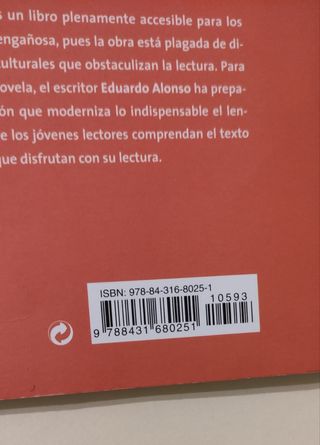 s un libro plenamente accesible para los
engañosa, pues la obra está plagada de di-
culturales que obstaculizan la lectura. Para
ovela, el escritor Eduardo Alonso ha prepa-
ón que moderniza lo indispensable el len-
e los jóvenes lectores comprendan el texto
que disfrutan con su lectura.
ISBN: 978-84-316-8025-1
10593
9 788431 680251